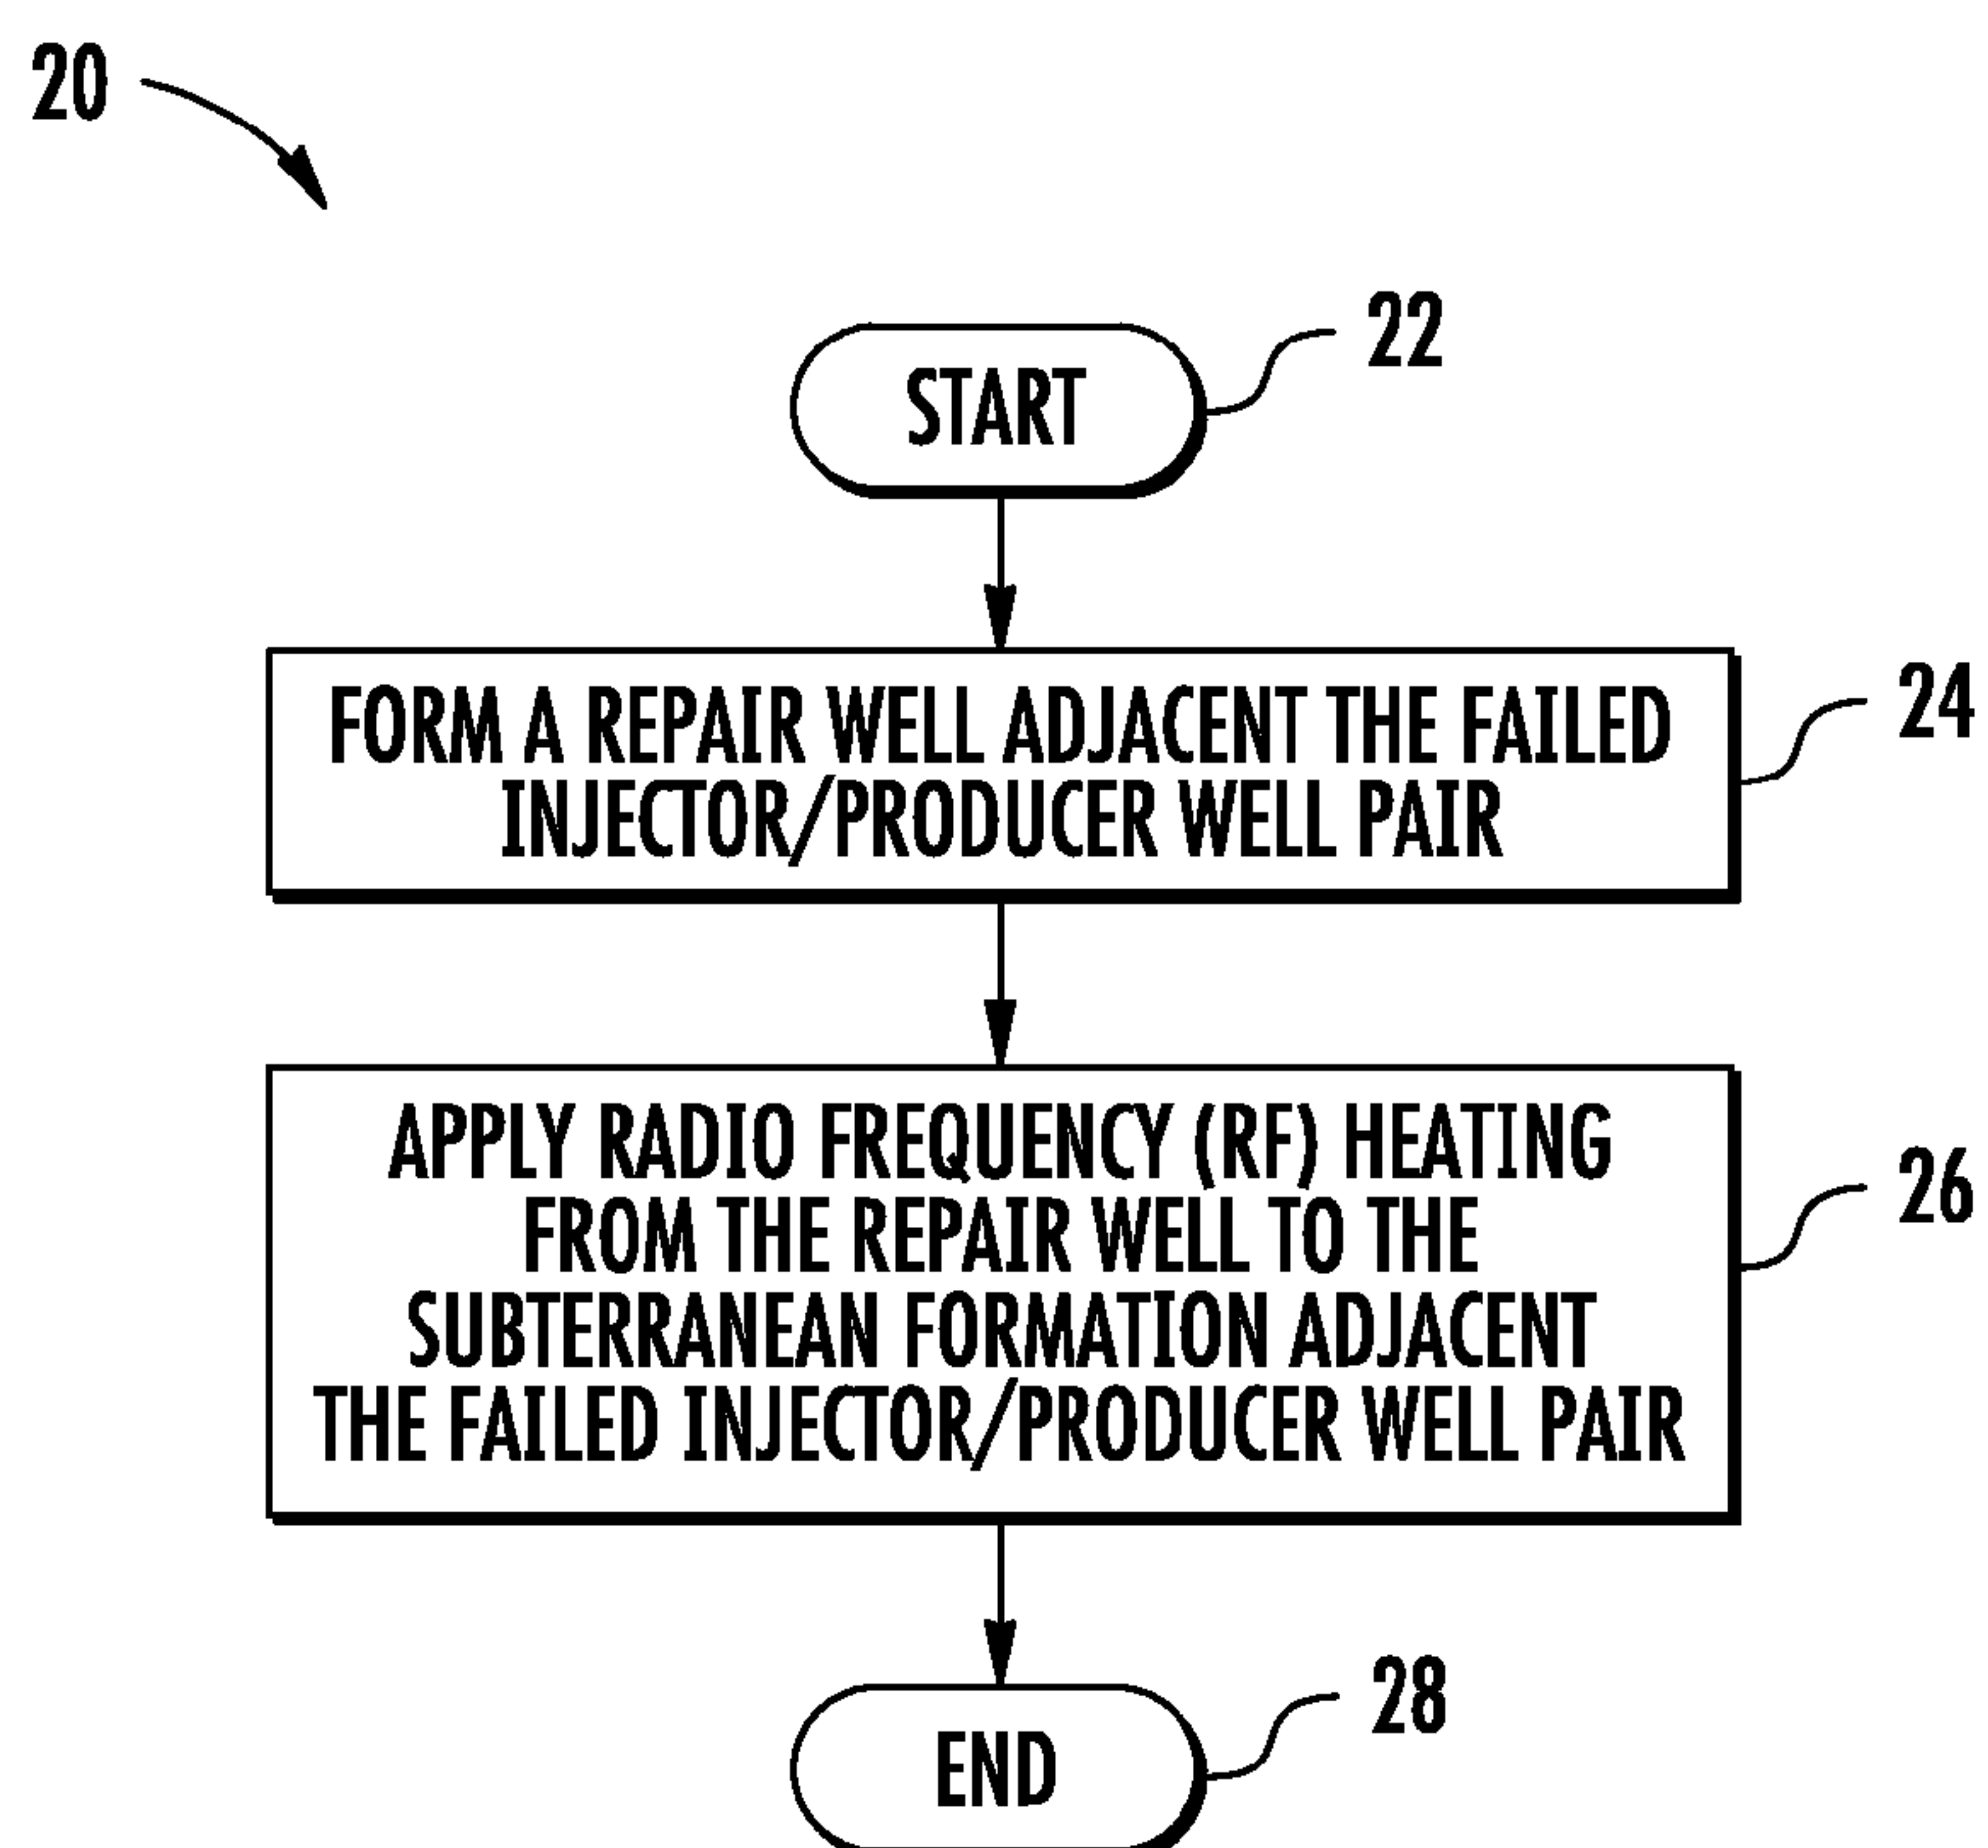 20
START
22
FORM A REPAIR WELL ADJACENT THE FAILED
INJECTOR/PRODUCER WELL PAIR
24
APPLY RADIO FREQUENCY (RF) HEATING
FROM THE REPAIR WELL TO THE
SUBTERRANEAN FORMATION ADJACENT
THE FAILED INJECTOR/PRODUCER WELL PAIR
26
END
28